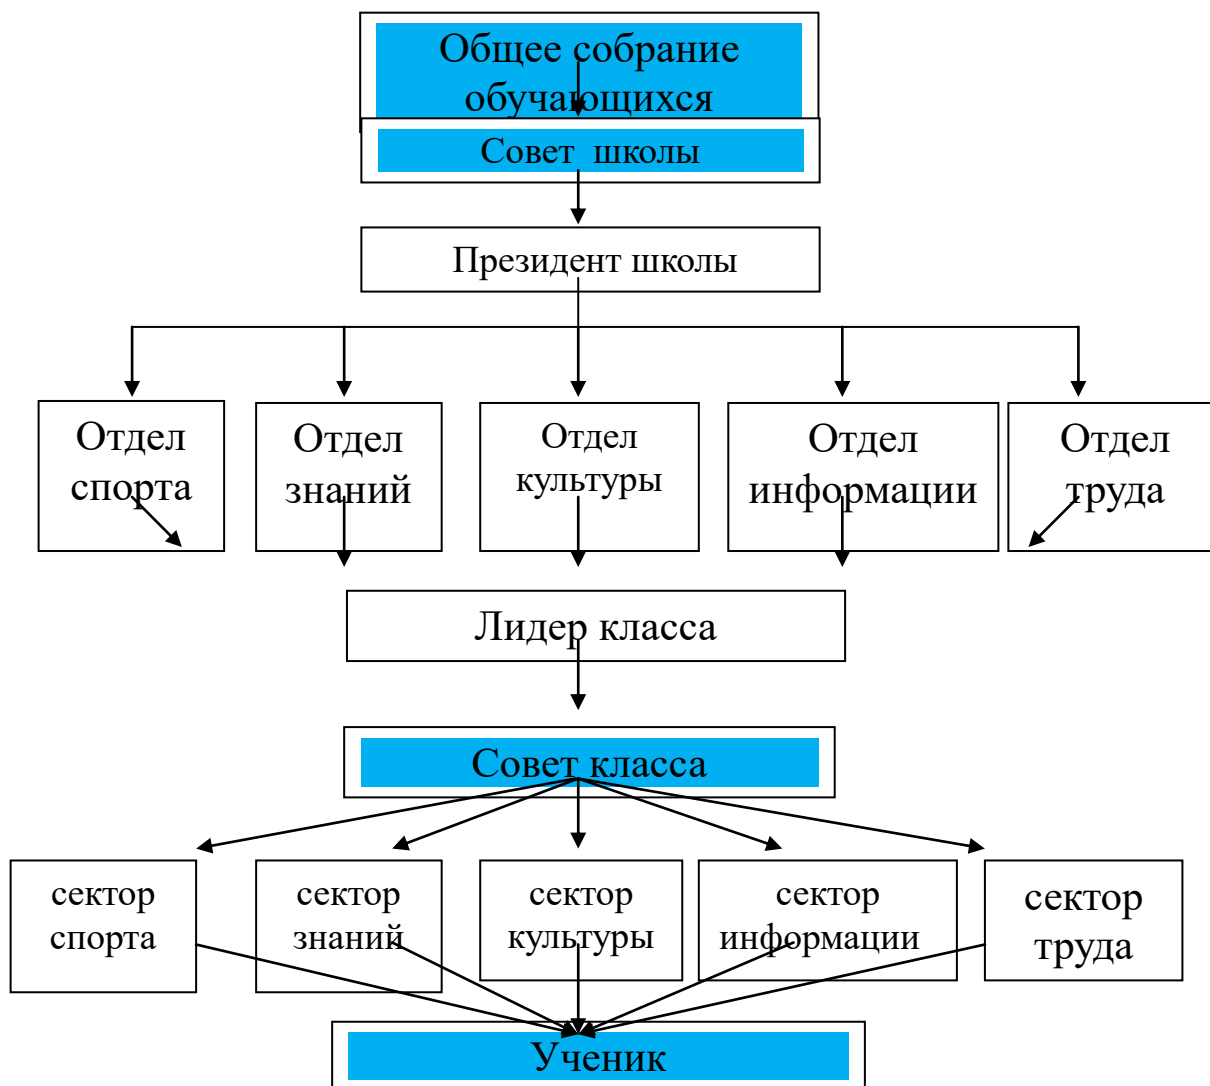 Общее собрание
обучающихся
Совет школы
Президент школы
Отдел
спорта
Отдел
знаний
Отдел
культуры
Отдел
информации
Отдел
труда
Лидер класса
Совет класса
сектор
спорта
сектор
знаний
сектор
культуры
сектор
информации
сектор
труда
Ученик